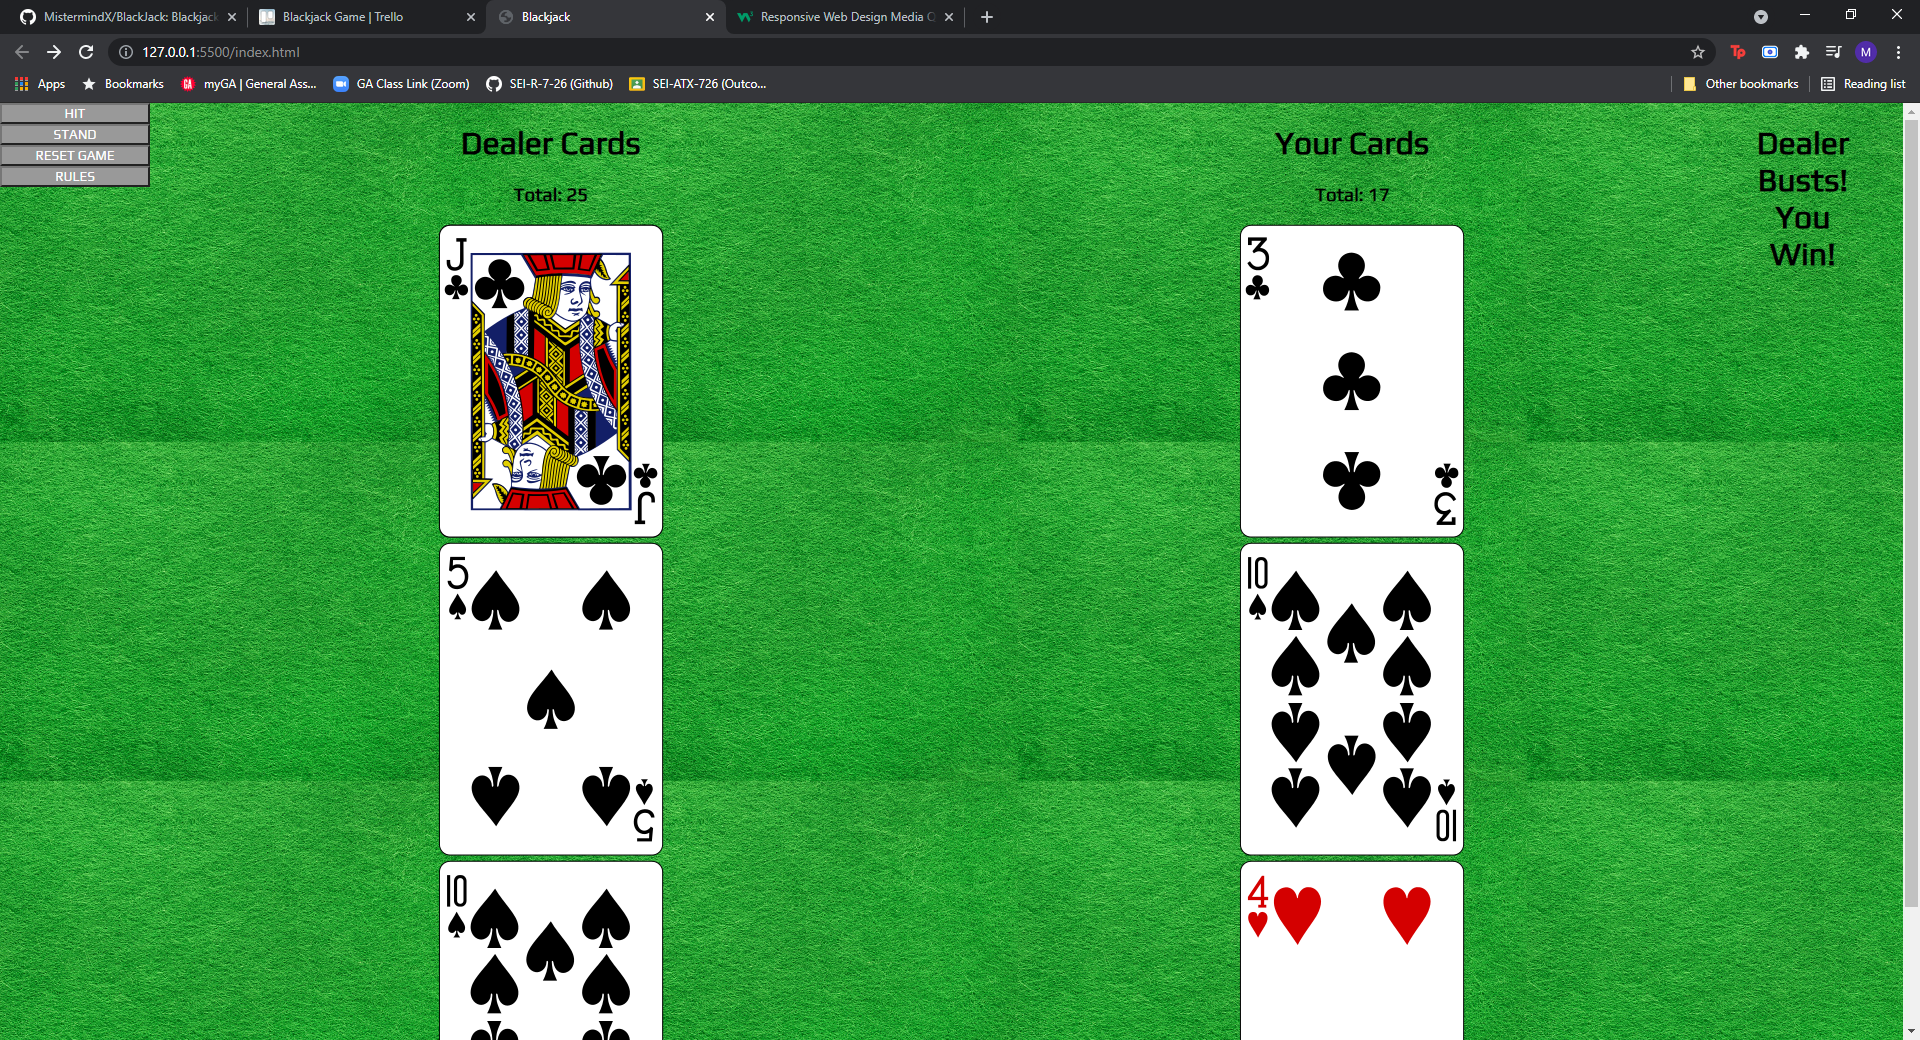 MistermindX/BlackJack: Blackjack
Blackjack Game | Trello
Blackjack
Responsive Web Design Media Q
127.0.0.1:5500/index.html
Tp
M
Apps
Bookmarks
GA
myGA | General Ass...
GA Class Link (Zoom)
SEI-R-7-26 (Github)
SEI-ATX-726 (Outco...
Other bookmarks
Reading list
HIT
STAND
RESET GAME
RULES
Dealer Cards
Total: 25
J
J
5
5
10
Your Cards
Total: 17
3
3
10
10
4
Dealer
Busts!
You
Win!